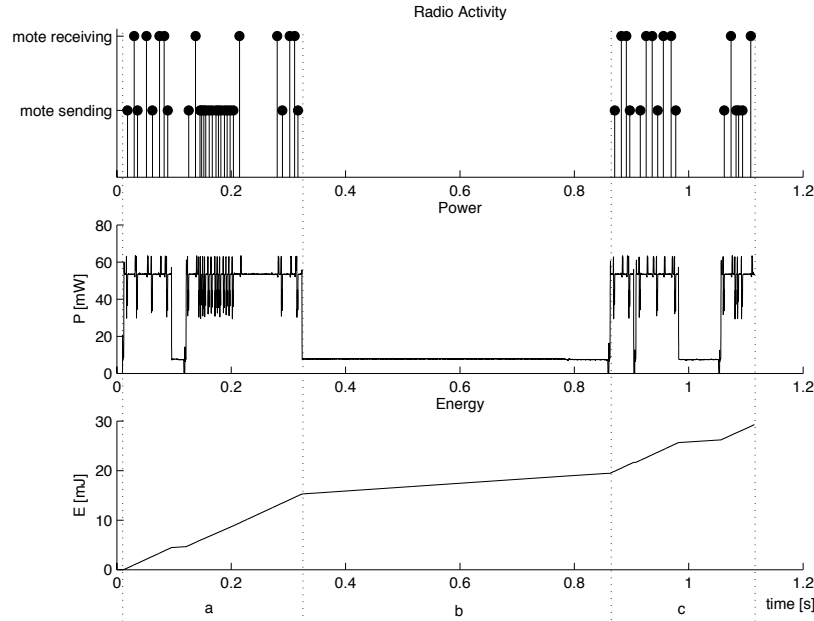 Radio Activity
mote receiving
mote sending
0 0.2 0.4 0.6 0.8 1 1.2
Power
80
60
40
20
0
P [mW]
0 0.2 0.4 0.6 0.8 1 1.2
Energy
30
20
10
0
E [mJ]
0 0.2 0.4 0.6 0.8 1 1.2
a b c time [s]